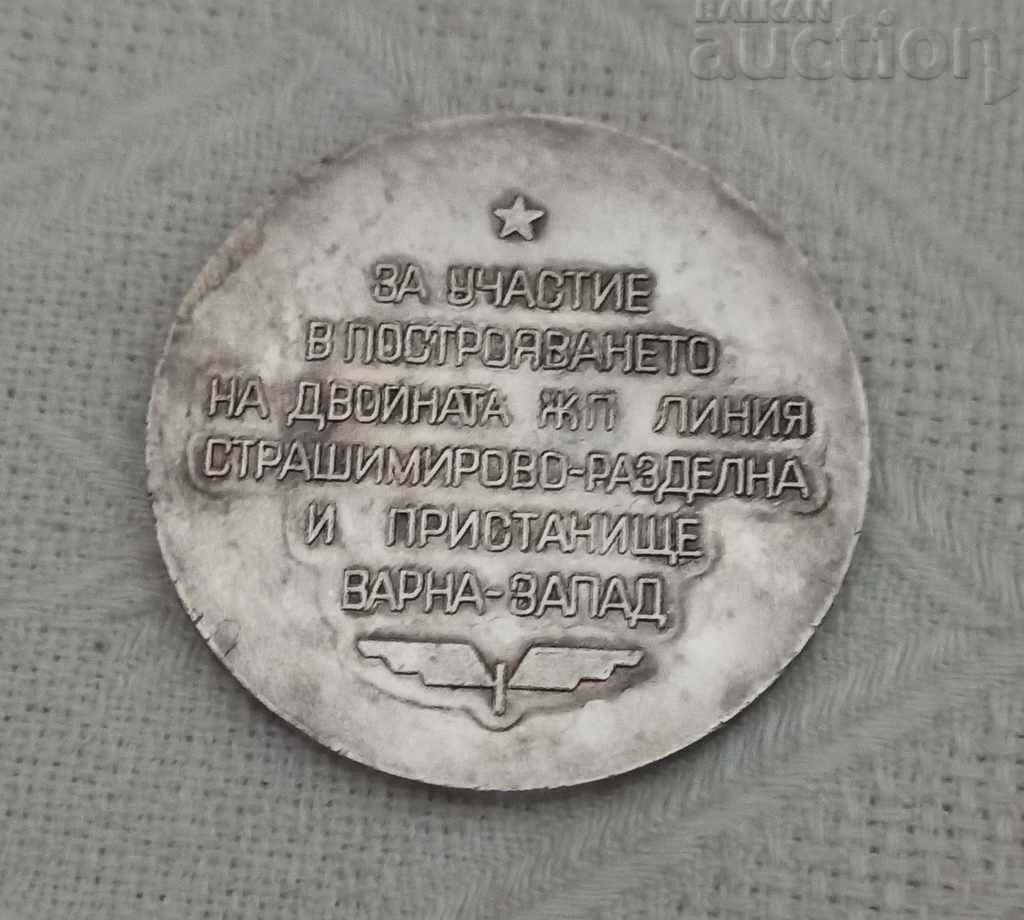 BALKAN
auction
ЗА УЧАСТИЕ
В ПОСТРОЯВАНЕТО
НА ДВОЙНАТА ЖП ЛИНИЯ
СТРАШИМИРОВО-РАЗДЕЛНА
И ПРИСТАНИЩЕ
ВАРНА-ЗАПАД